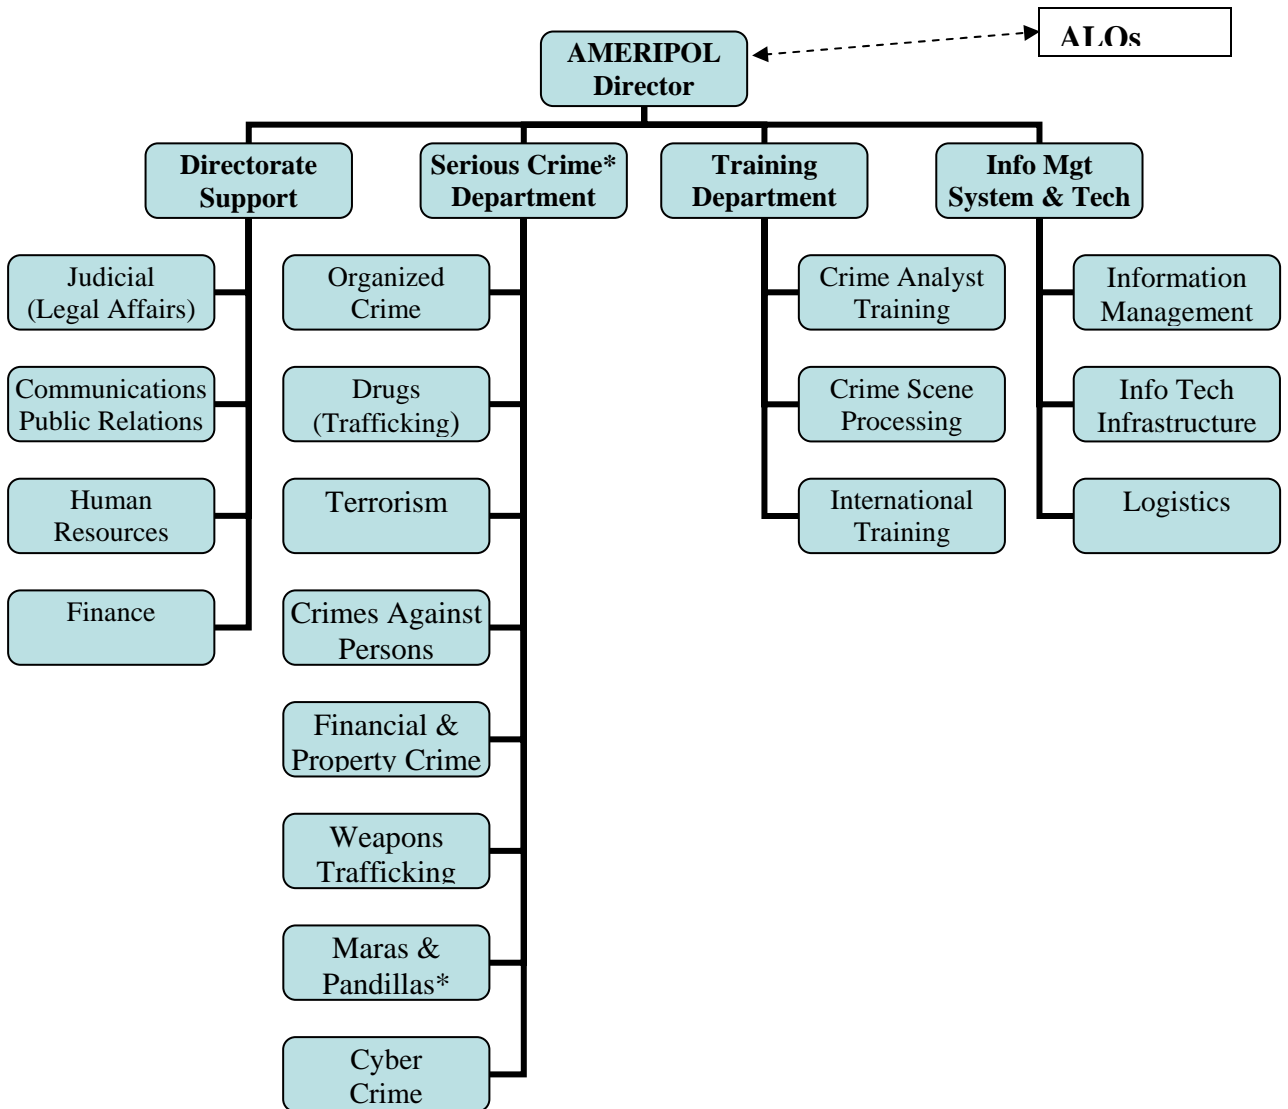 ALOs
AMERIPOL
Director
Directorate
Support
Serious Crime*
Department
Training
Department
Info Mgt
System & Tech
Judicial
(Legal Affairs)
Communications
Public Relations
Human
Resources
Finance
Organized
Crime
Drugs
(Trafficking)
Terrorism
Crimes Against
Persons
Financial &
Property Crime
Weapons
Trafficking
Maras &
Pandillas*
Cyber
Crime
Crime Analyst
Training
Crime Scene
Processing
International
Training
Information
Management
Info Tech
Infrastructure
Logistics